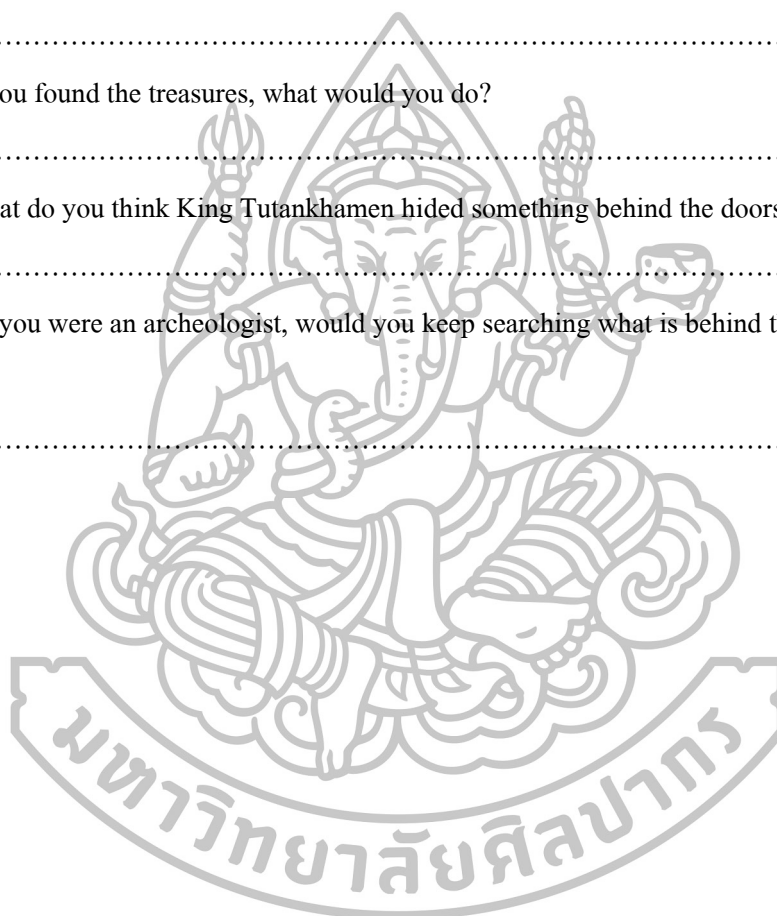 ……………………………………………………………………………………
ou found the treasures, what would you do?
……………………………………………………………………………………
at do you think King Tutankhamen hided something behind the doors
……………………………………………………………………………………
you were an archeologist, would you keep searching what is behind t
……………………………………………………………………………………
มหาวิทยาลัยศิลปากร